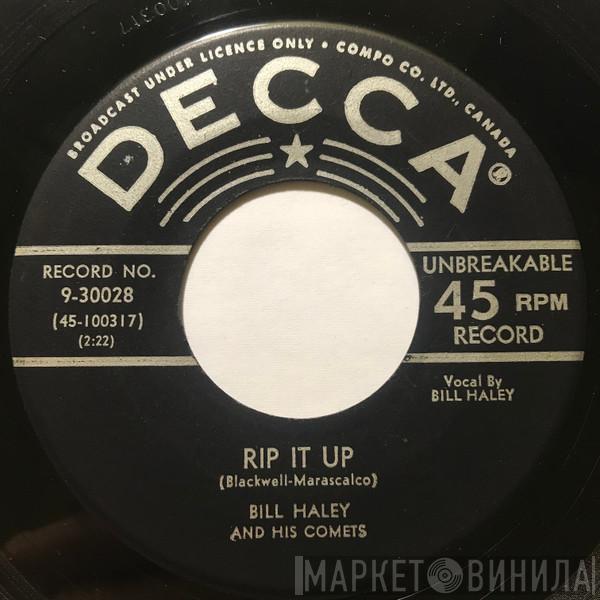 BROADCAST UNDER LICENCE ONLY • COMPO CO. LTD., CANADA
DECCA®
RECORD NO.
9-30028
(45-100317)
(2:22)
UNBREAKABLE
45 RPM
RECORD
Vocal By
BILL HALEY
RIP IT UP
(Blackwell-Marascalco)
BILL HALEY
AND HIS COMETS
МАРКЕТ ВИНИЛА